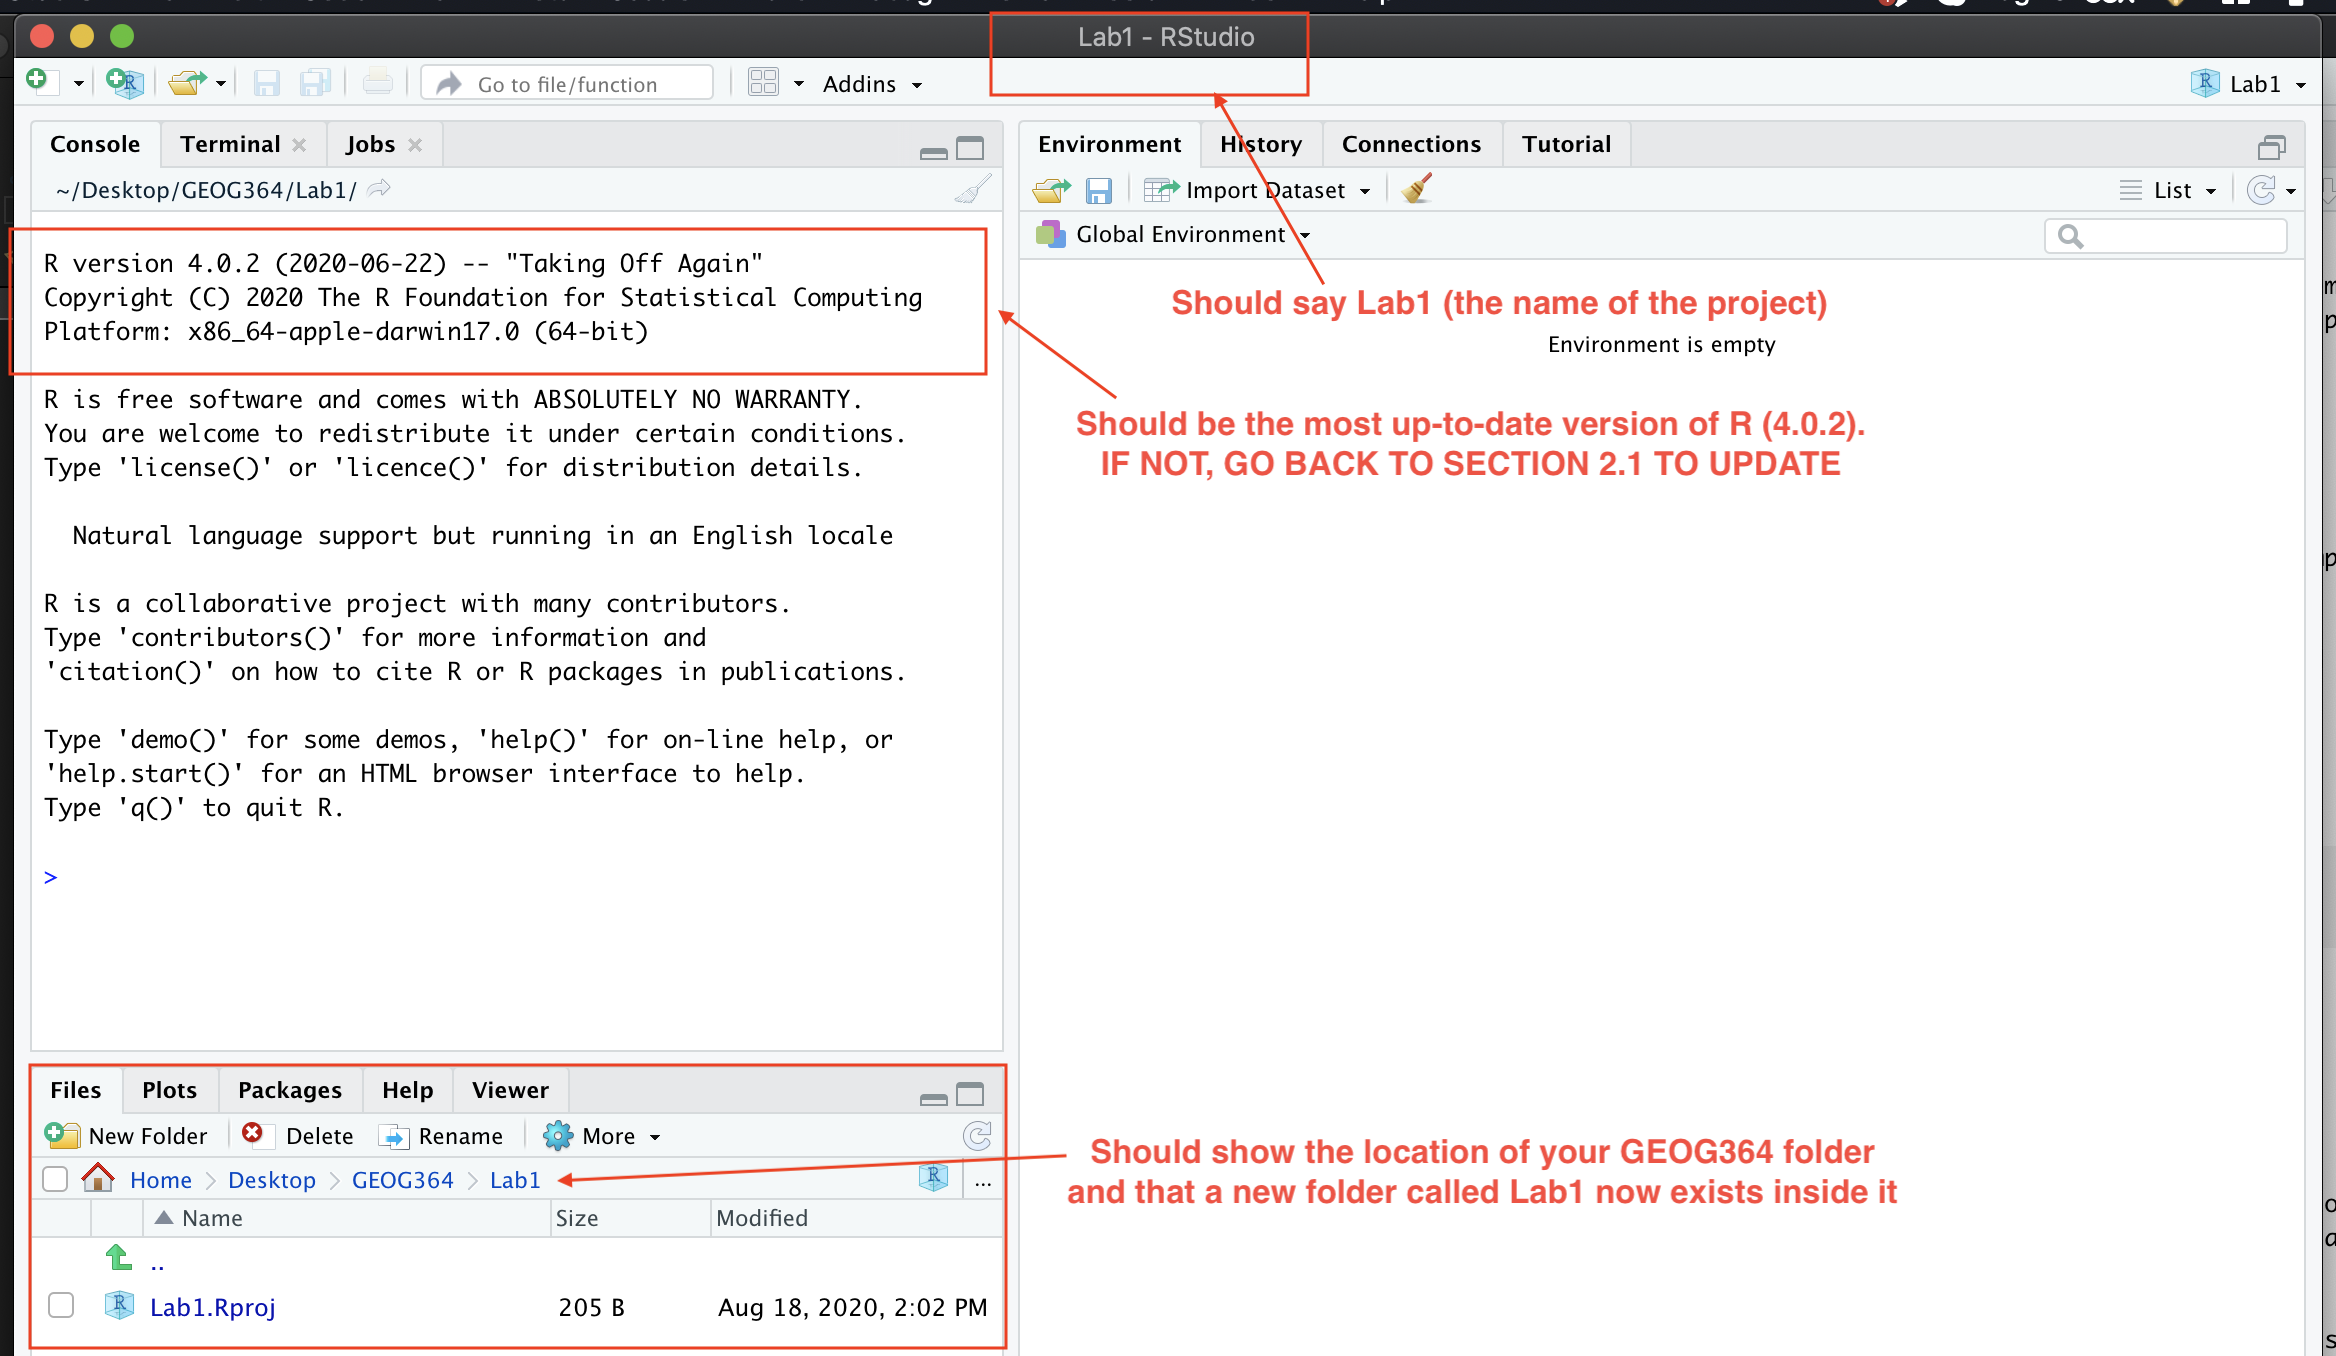 Lab1 - RStudio
Go to file/function
Addins
Lab1
Console Terminal Jobs
~/Desktop/GEOG364/Lab1/
R version 4.0.2 (2020-06-22) -- "Taking Off Again"
Copyright (C) 2020 The R Foundation for Statistical Computing
Platform: x86_64-apple-darwin17.0 (64-bit)
R is free software and comes with ABSOLUTELY NO WARRANTY.
You are welcome to redistribute it under certain conditions.
Type 'license()' or 'licence()' for distribution details.
Natural language support but running in an English locale
R is a collaborative project with many contributors.
Type 'contributors()' for more information and
'citation()' on how to cite R or R packages in publications.
Type 'demo()' for some demos, 'help()' for on-line help, or
'help.start()' for an HTML browser interface to help.
Type 'q()' to quit R.
>
Environment History Connections Tutorial
Import Dataset
List
Global Environment
Should say Lab1 (the name of the project)
Environment is empty
Should be the most up-to-date version of R (4.0.2).
IF NOT, GO BACK TO SECTION 2.1 TO UPDATE
Files Plots Packages Help Viewer
New Folder Delete Rename More
Home Desktop GEOG364 Lab1
...
Name Size Modified
..
Lab1.Rproj 205 B Aug 18, 2020, 2:02 PM
Should show the location of your GEOG364 folder
and that a new folder called Lab1 now exists inside it